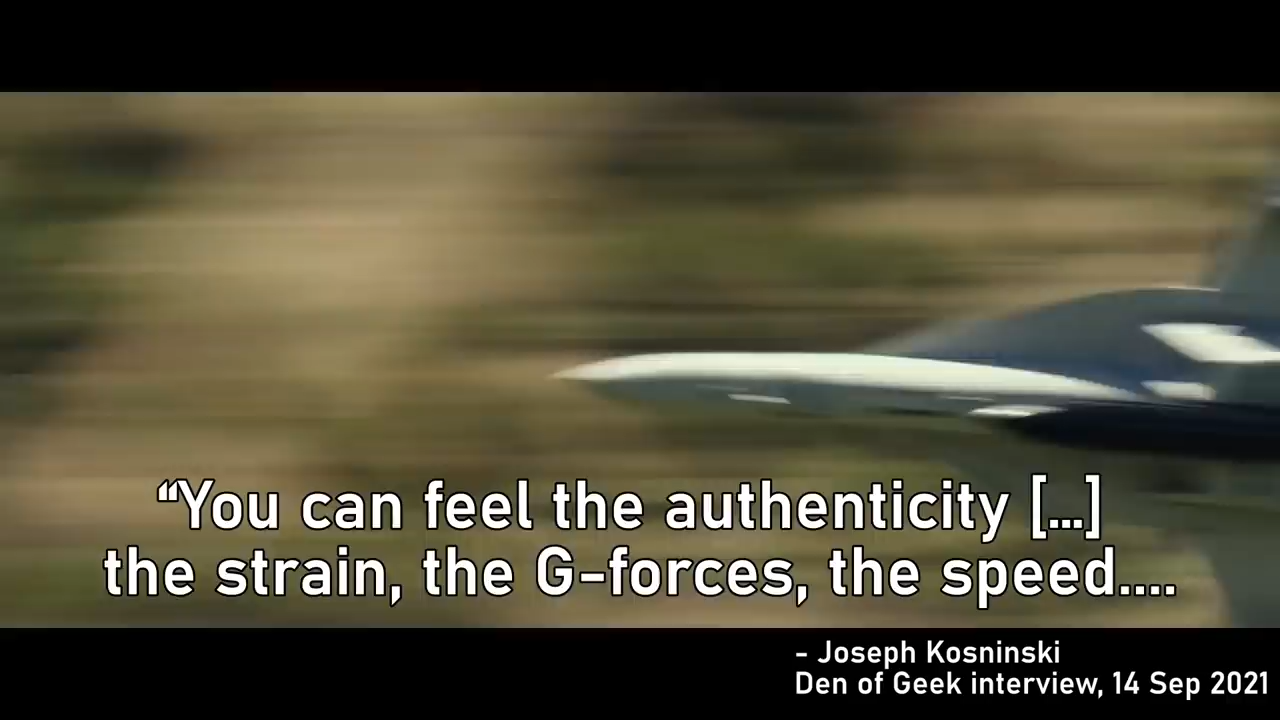 “You can feel the authenticity [...]
the strain, the G-forces, the speed....
- Joseph Kosninski
Den of Geek interview, 14 Sep 2021